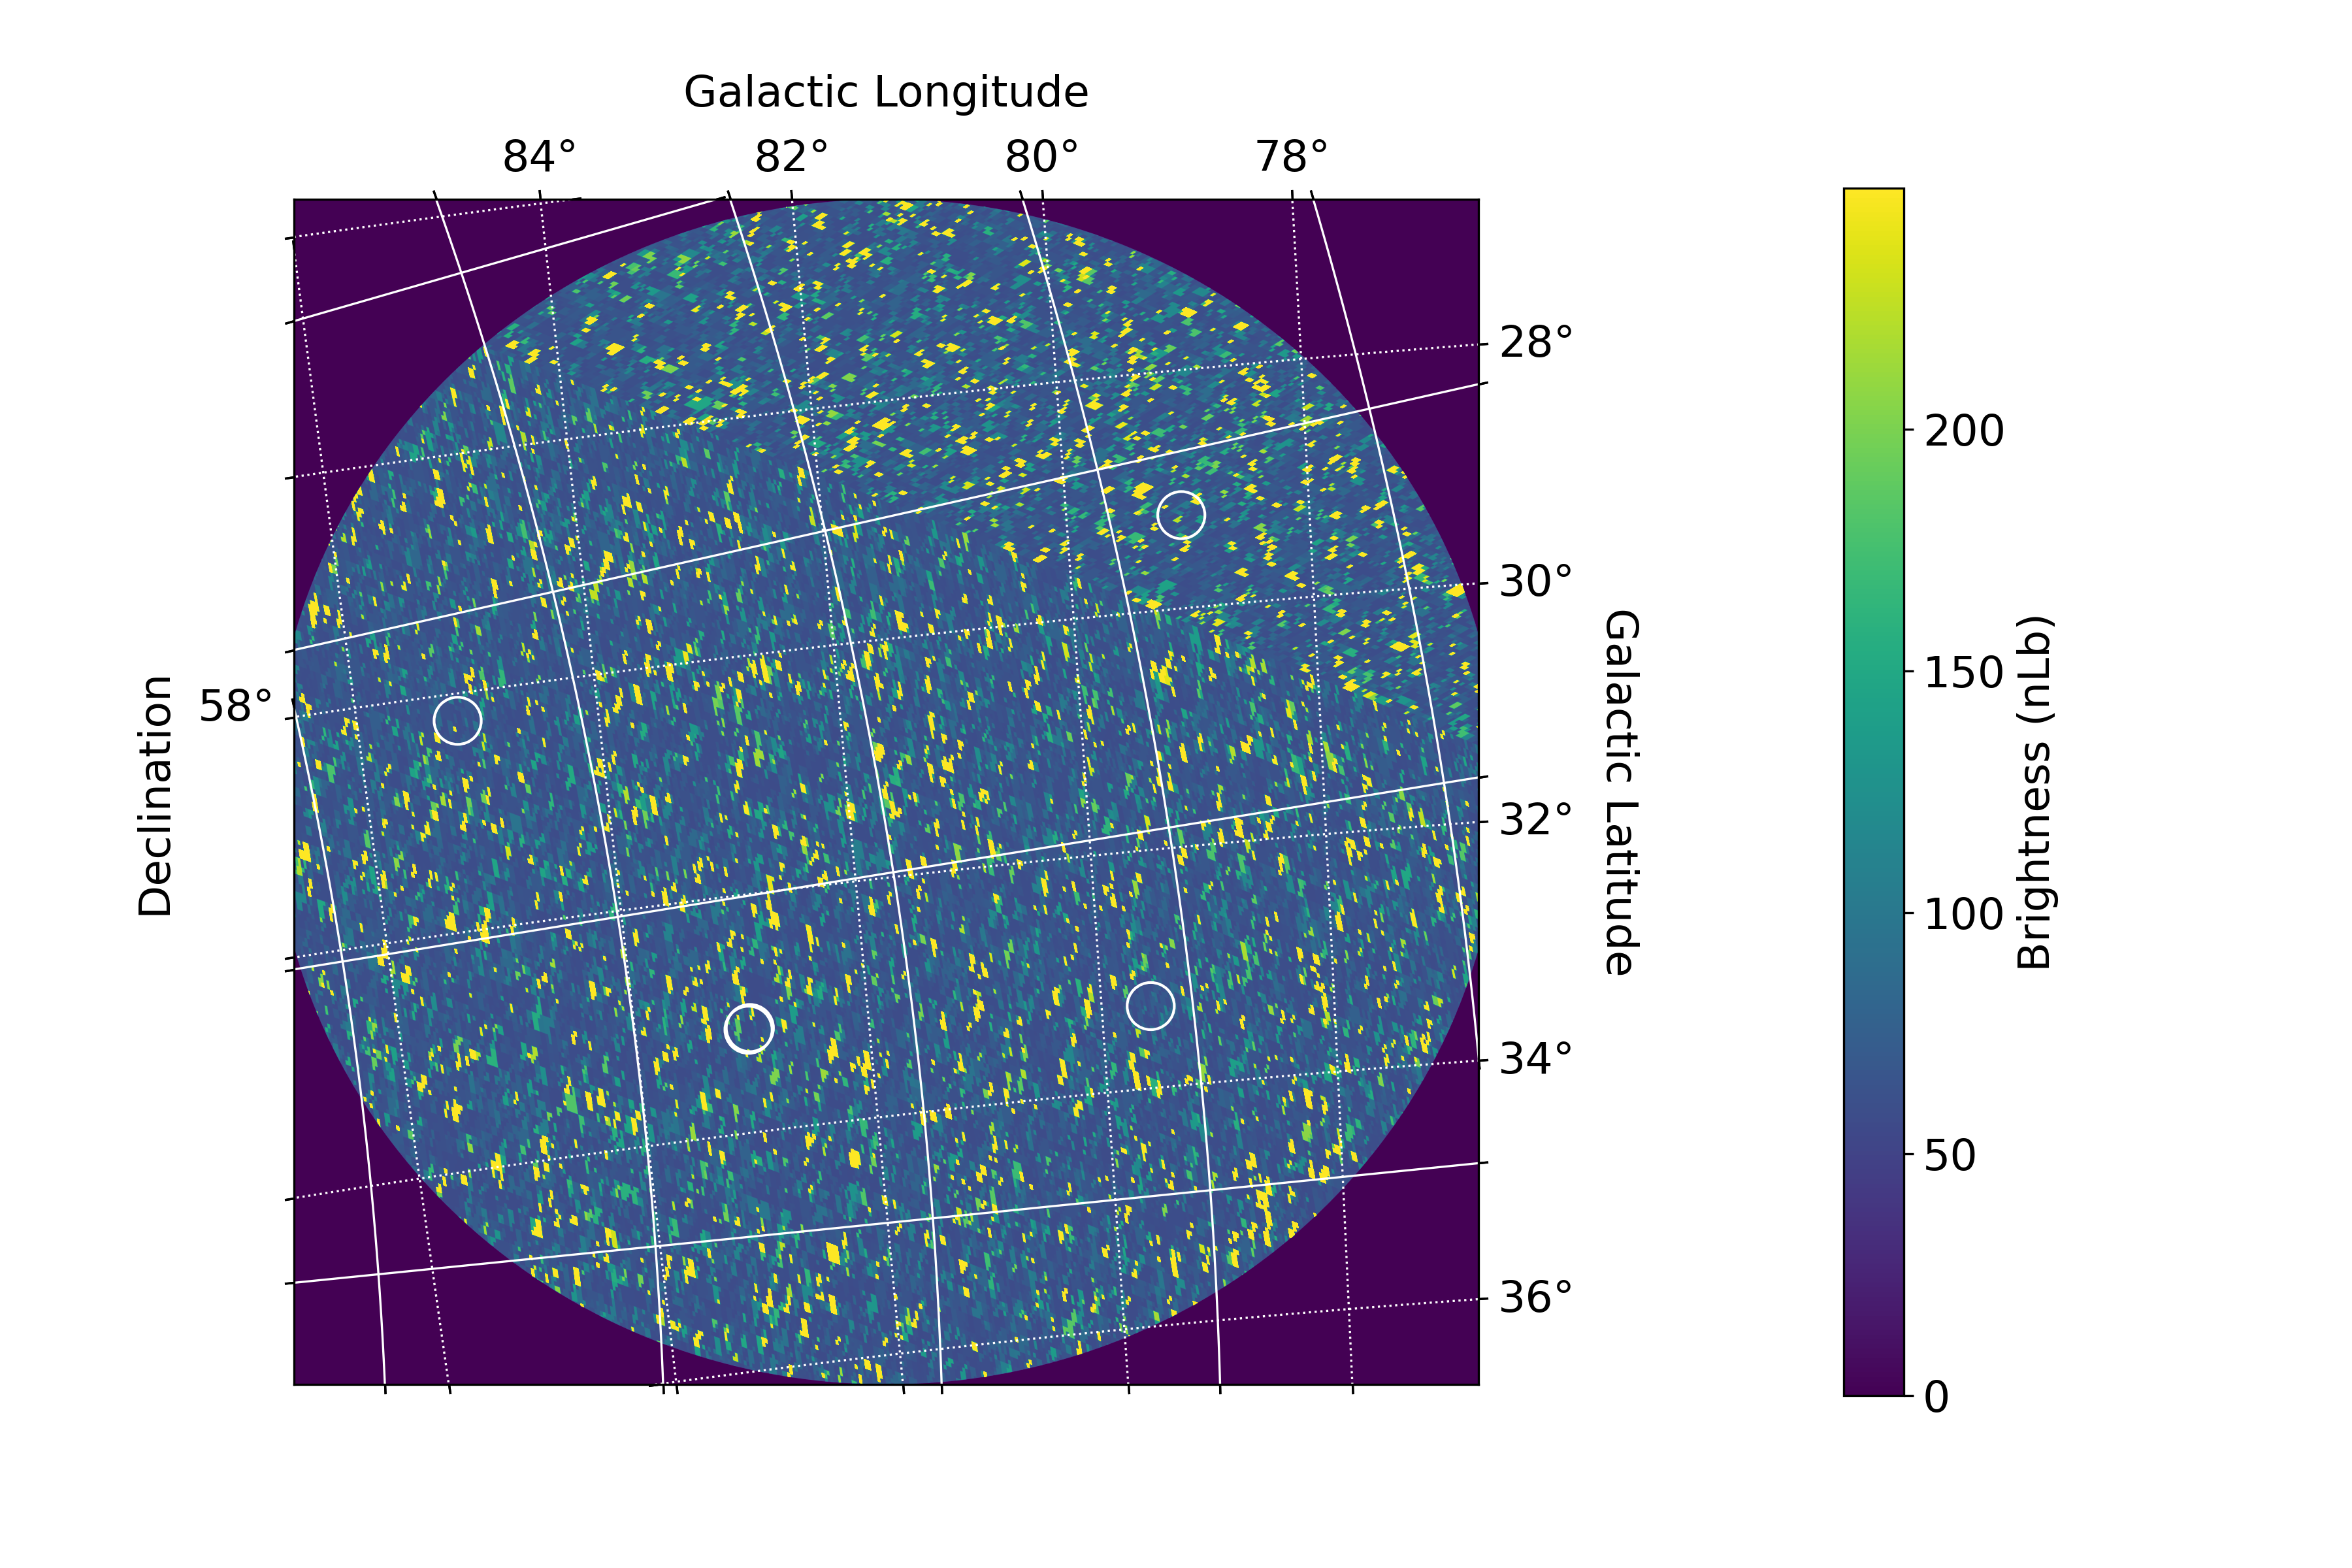 Galactic Longitude
84° 82° 80° 78°
28°
30°
32°
34°
36°
Galactic Latitude
58°
Declination
200
150
100
50
0
Brightness (nLb)